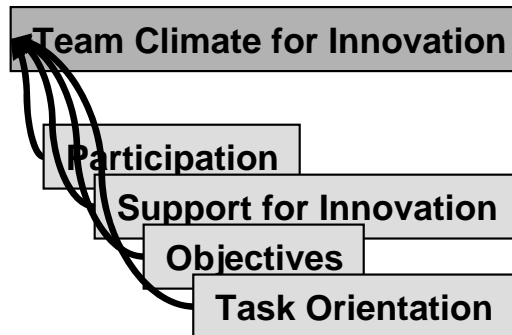 Team Climate for Innovation
Participation
Support for Innovation
Objectives
Task Orientation